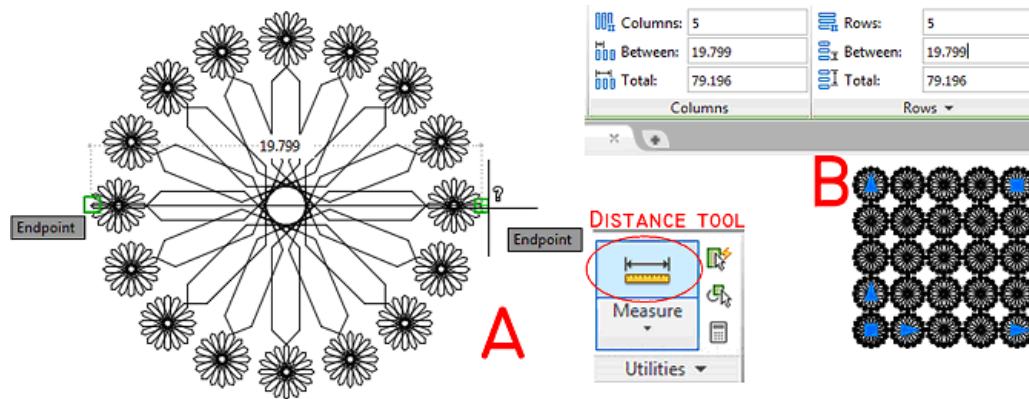 19.799
Endpoint
?
Endpoint
A
Columns: 5
Between: 19.799
Total: 79.196
Columns
Rows: 5
Between: 19.799
Total: 79.196
Rows
B
DISTANCE TOOL
Measure
Utilities